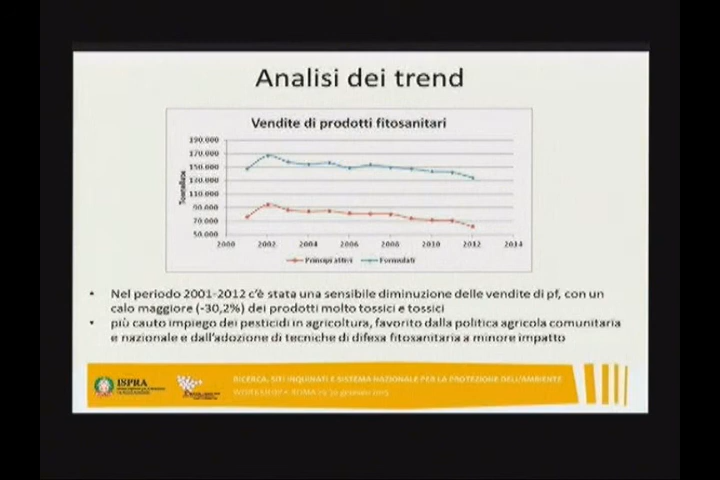 Analisi dei trend
Vendite di prodotti fitosanitari
190.000
170.000
150.000
130.000
110.000
90.000
70.000
50.000
Tonnellate
2000 2002 2004 2006 2008 2010 2012 2014
Principi attivi Formulati
• Nel periodo 2001-2012 c'è stata una sensibile diminuzione delle vendite di pf, con un
calo maggiore (-30,2%) dei prodotti molto tossici e tossici
• più cauto impiego dei pesticidi in agricoltura, favorito dalla politica agricola comunitaria
e nazionale e dall'adozione di tecniche di difesa fitosanitaria a minore impatto
ISPRA
RICERCA, SITI INQUINATI E SISTEMA NAZIONALE PER LA PROTEZIONE DELL'AMBIENTE
WORKSHOP • ROMA